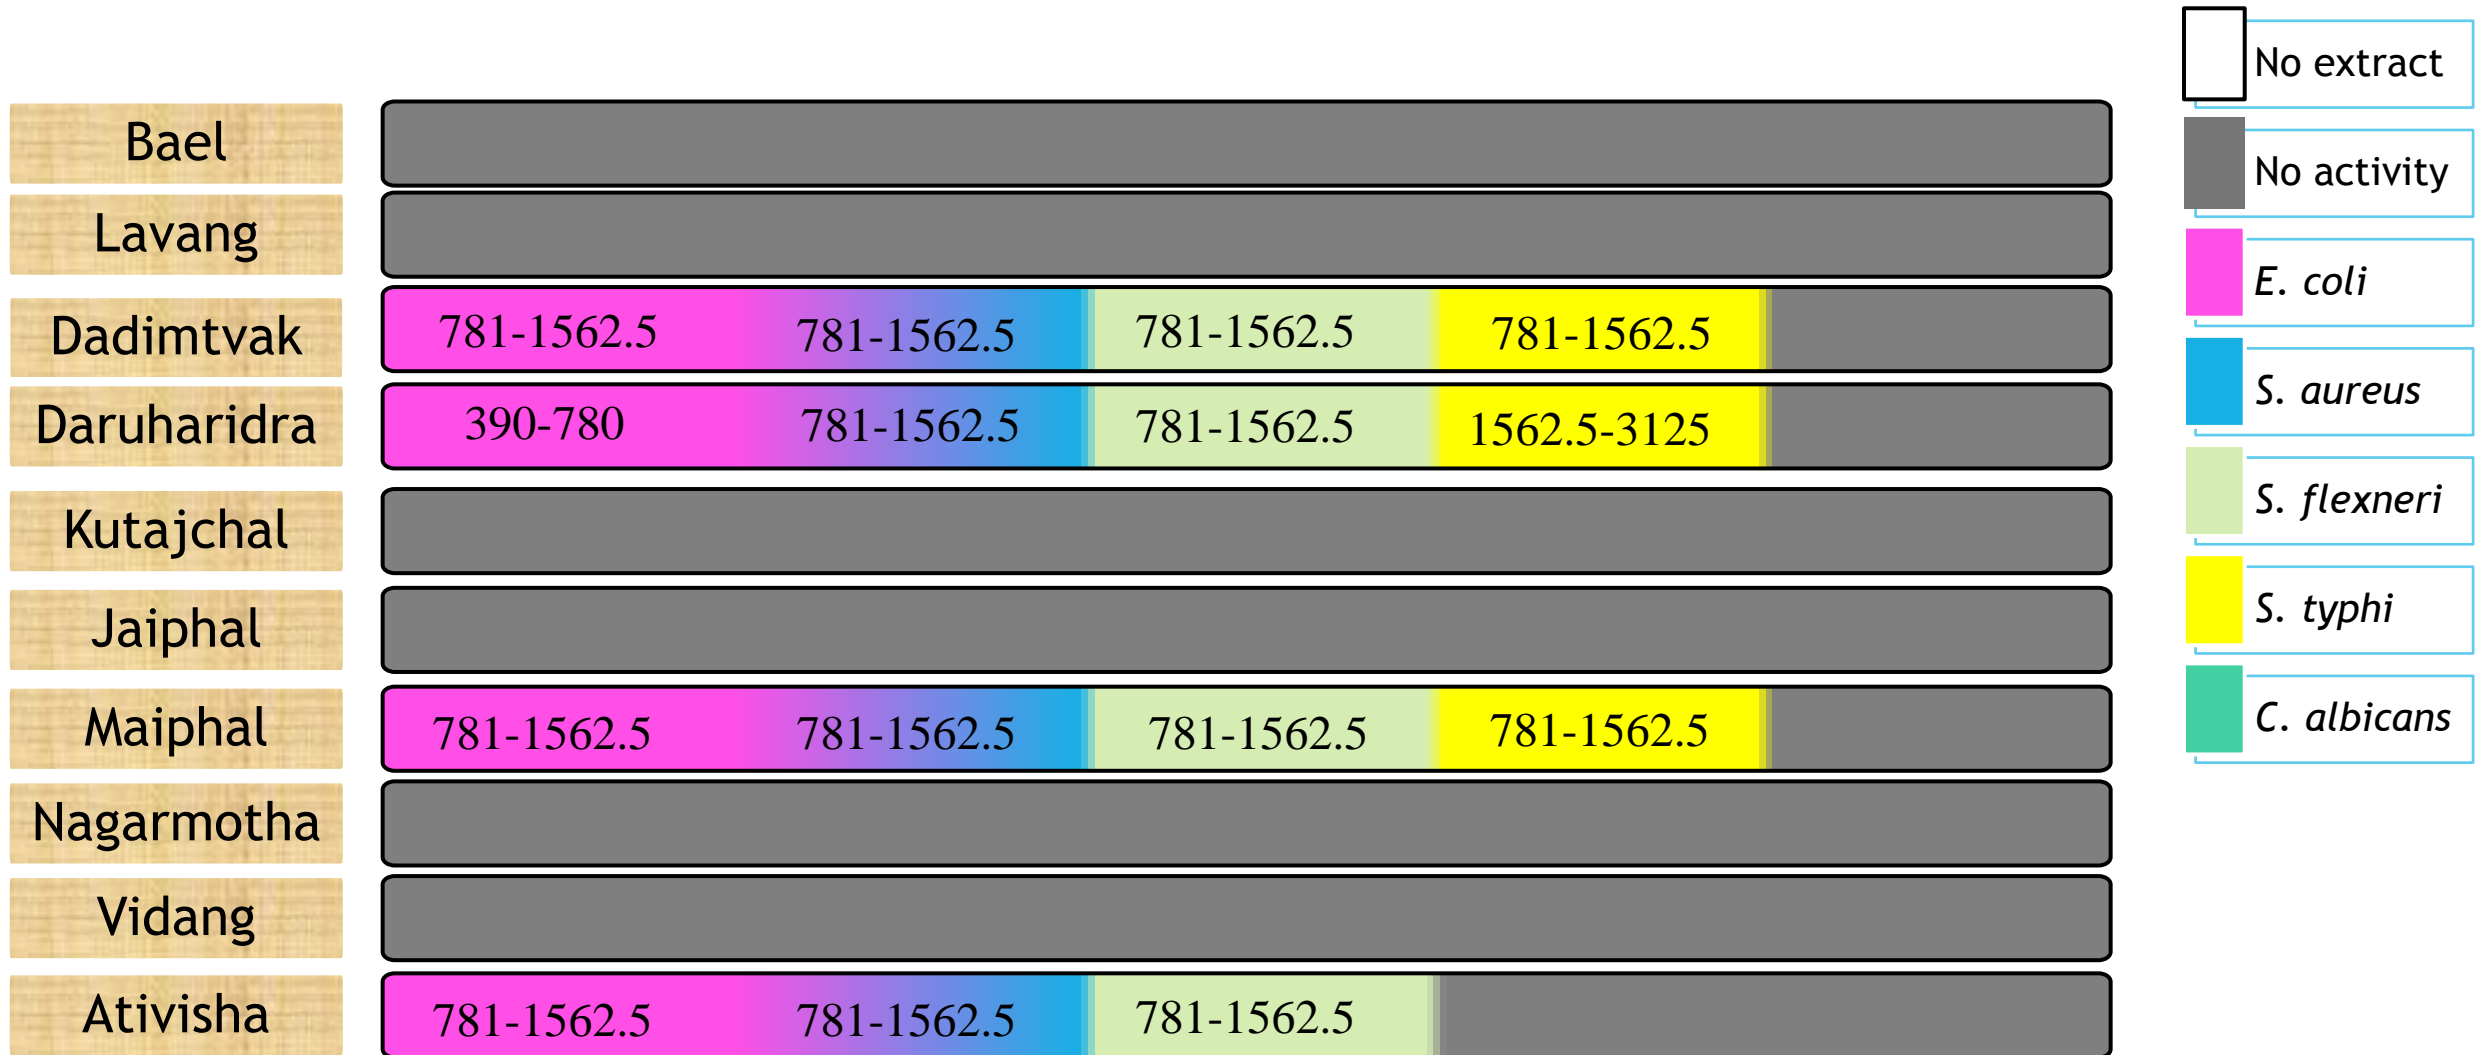 No extract
Bael
No activity
Lavang
E. coli
Dadimtvak 781-1562.5 781-1562.5 781-1562.5 781-1562.5
S. aureus
Daruharidra 390-780 781-1562.5 781-1562.5 1562.5-3125
S. flexneri
Kutajchal
Jaiphal
S. typhi
Maiphal 781-1562.5 781-1562.5 781-1562.5 781-1562.5
C. albicans
Nagarmotha
Vidang
Ativisha 781-1562.5 781-1562.5 781-1562.5